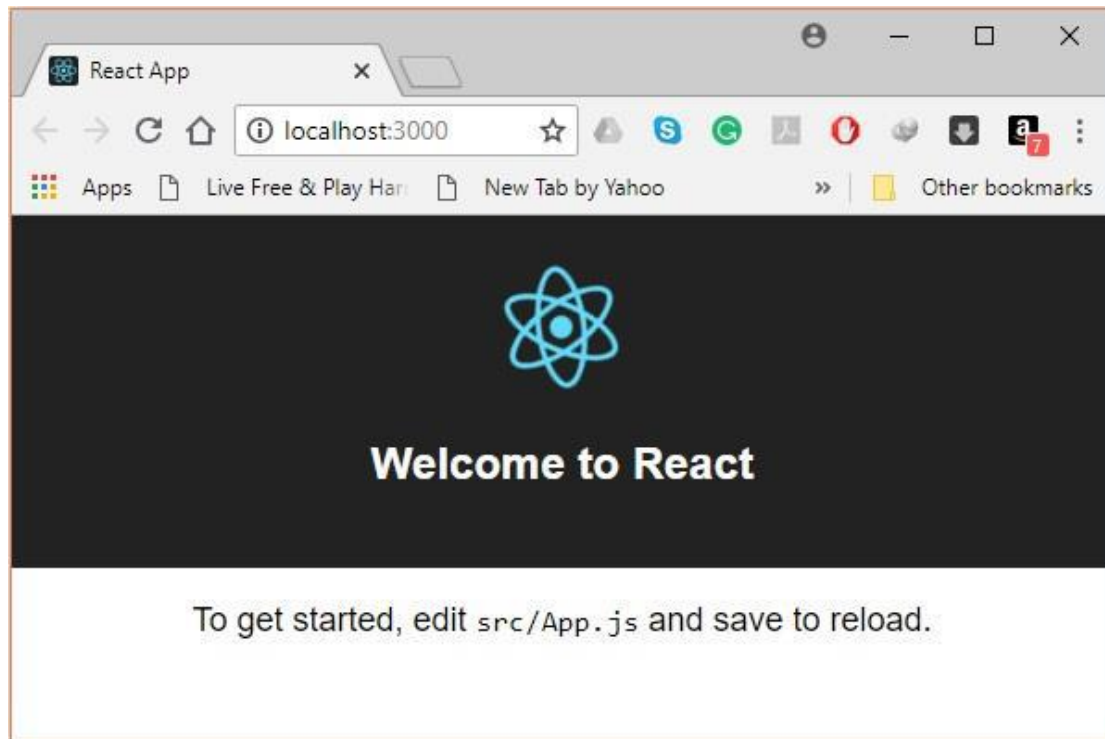 React App
localhost:3000
Apps Live Free & Play Har New Tab by Yahoo » Other bookmarks
7
Welcome to React
To get started, edit src/App.js and save to reload.